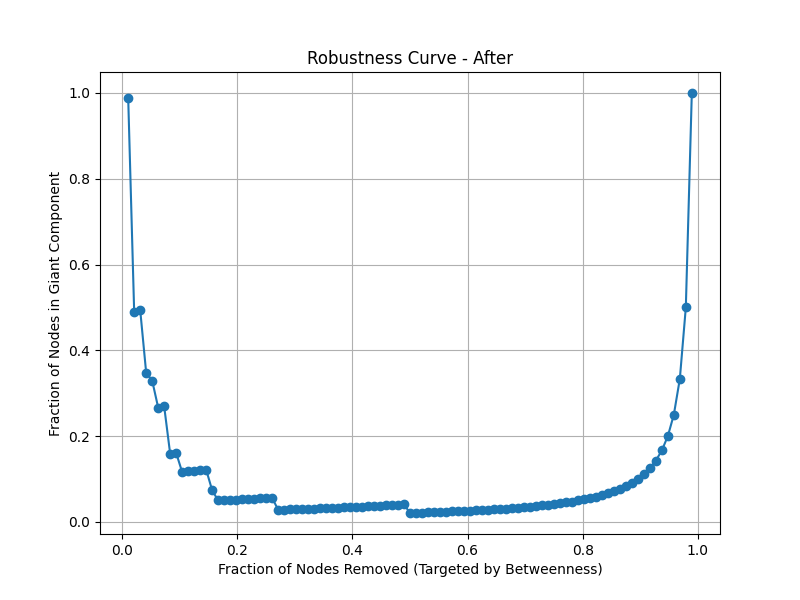 Robustness Curve - After
Fraction of Nodes in Giant Component
1.0
0.8
0.6
0.4
0.2
0.0
0.0 0.2 0.4 0.6 0.8 1.0
Fraction of Nodes Removed (Targeted by Betweenness)